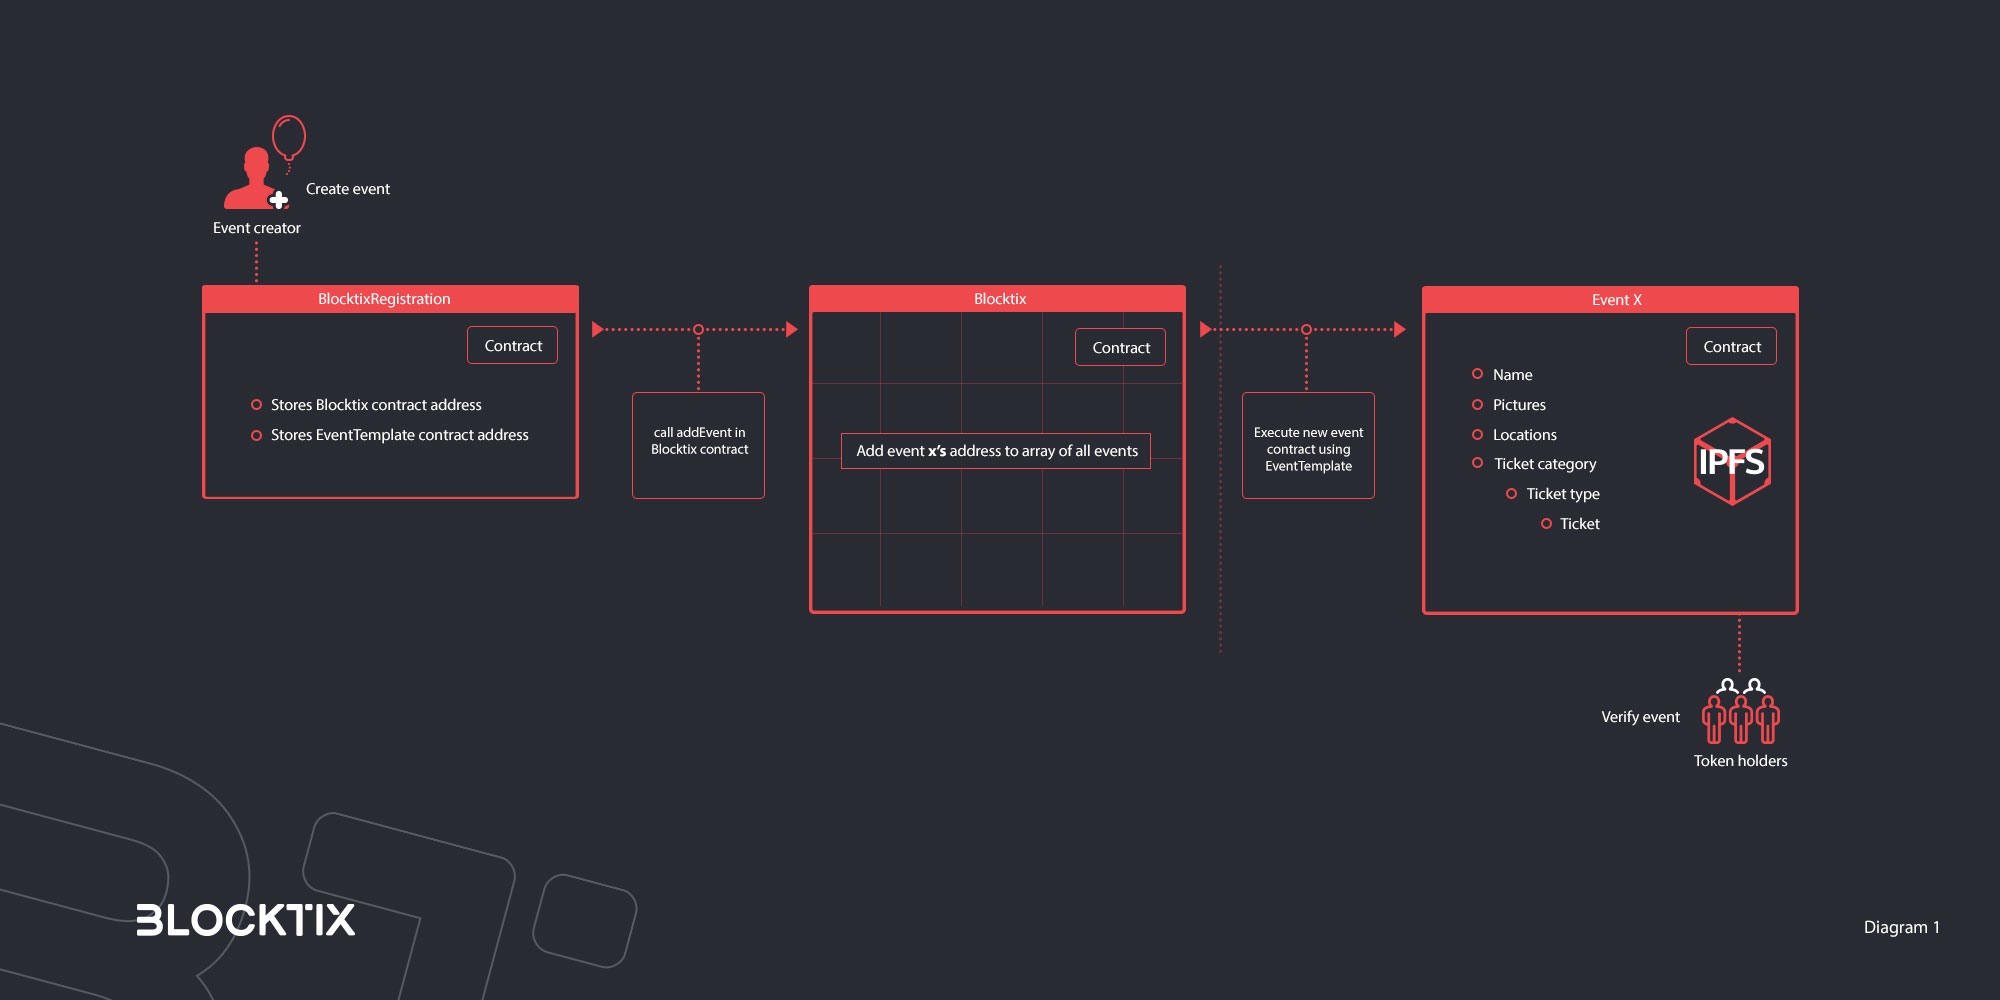 Create event
Event creator
BlocktixRegistration
Contract
Stores Blocktix contract address
Stores EventTemplate contract address
call addEvent in
Blocktix contract
Blocktix
Contract
Add event x's address to array of all events
Execute new event
contract using
EventTemplate
Event X
Contract
Name
Pictures
Locations
Ticket category
Ticket type
Ticket
IPFS
Verify event
Token holders
BLOCKTIX
Diagram 1